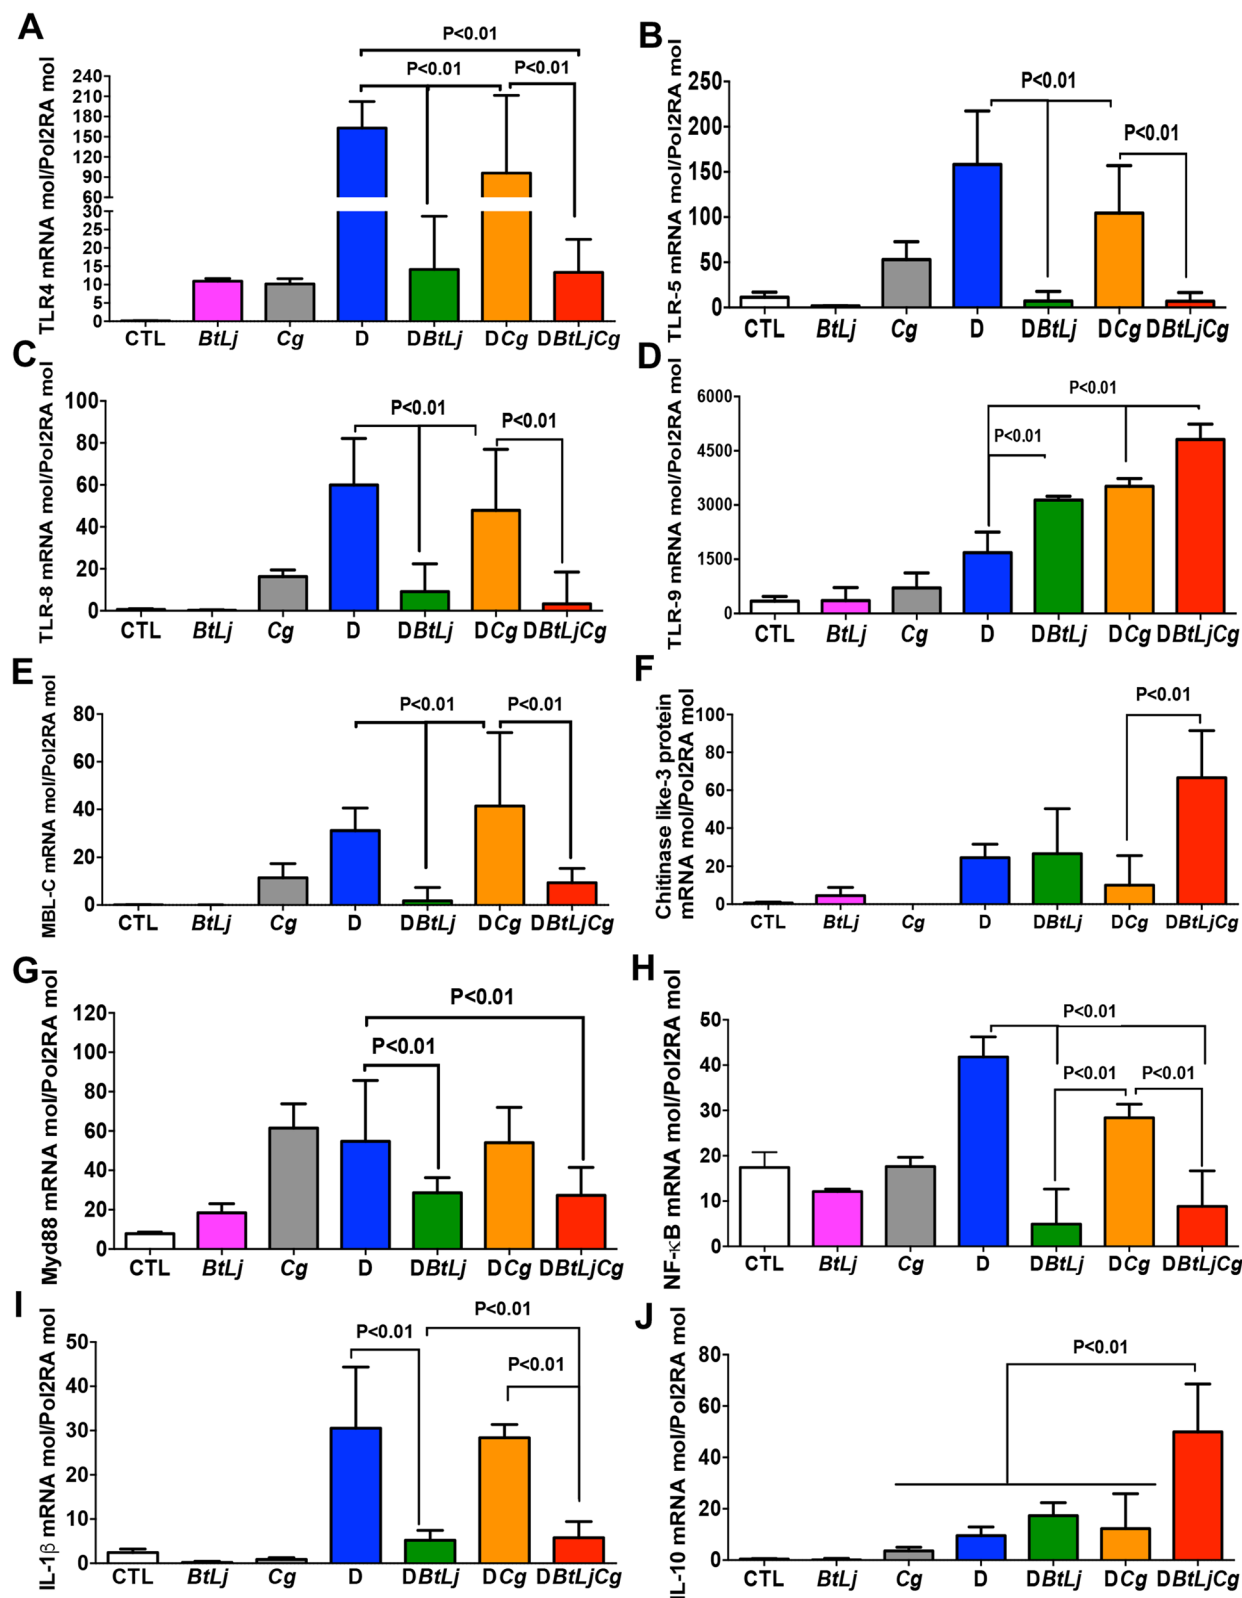 A
TLR4 mRNA mol/Pol2RA mol
240
210
180
150
120
90
60
30
25
20
15
10
5
0
P<0.01
P<0.01
P<0.01
CTL BtLj Cg D DBtLj DCg DBtLjCg
B
TLR-5 mRNA mol/Pol2RA mol
250
200
150
100
50
0
P<0.01
P<0.01
CTL BtLj Cg D DBtLj DCg DBtLjCg
C
TLR-8 mRNA mol/Pol2RA mol
100
80
60
40
20
0
P<0.01
P<0.01
CTL BtLj Cg D DBtLj DCg DBtLjCg
D
TLR-9 mRNA mol/Pol2RA mol
6000
4500
3000
1500
0
P<0.01
P<0.01
CTL BtLj Cg D DBtLj DCg DBtLjCg
E
MBL-C mRNA mol/Pol2RA mol
80
60
40
20
0
P<0.01
P<0.01
CTL BtLj Cg D DBtLj DCg DBtLjCg
F
Chitinase like-3 protein
mRNA mol/Pol2RA mol
100
80
60
40
20
0
P<0.01
CTL BtLj Cg D DBtLj DCg DBtLjCg
G
Myd88 mRNA mol/Pol2RA mol
120
100
80
60
40
20
0
P<0.01
P<0.01
CTL BtLj Cg D DBtLj DCg DBtLjCg
H
NF-κB mRNA mol/Pol2RA mol
50
40
30
20
10
0
P<0.01
P<0.01
P<0.01
CTL BtLj Cg D DBtLj DCg DBtLjCg
I
IL-1β mRNA mol/Pol2RA mol
50
40
30
20
10
0
P<0.01
P<0.01
P<0.01
CTL BtLj Cg D DBtLj DCg DBtLjCg
J
IL-10 mRNA mol/Pol2RA mol
80
60
40
20
0
P<0.01
CTL BtLj Cg D DBtLj DCg DBtLjCg